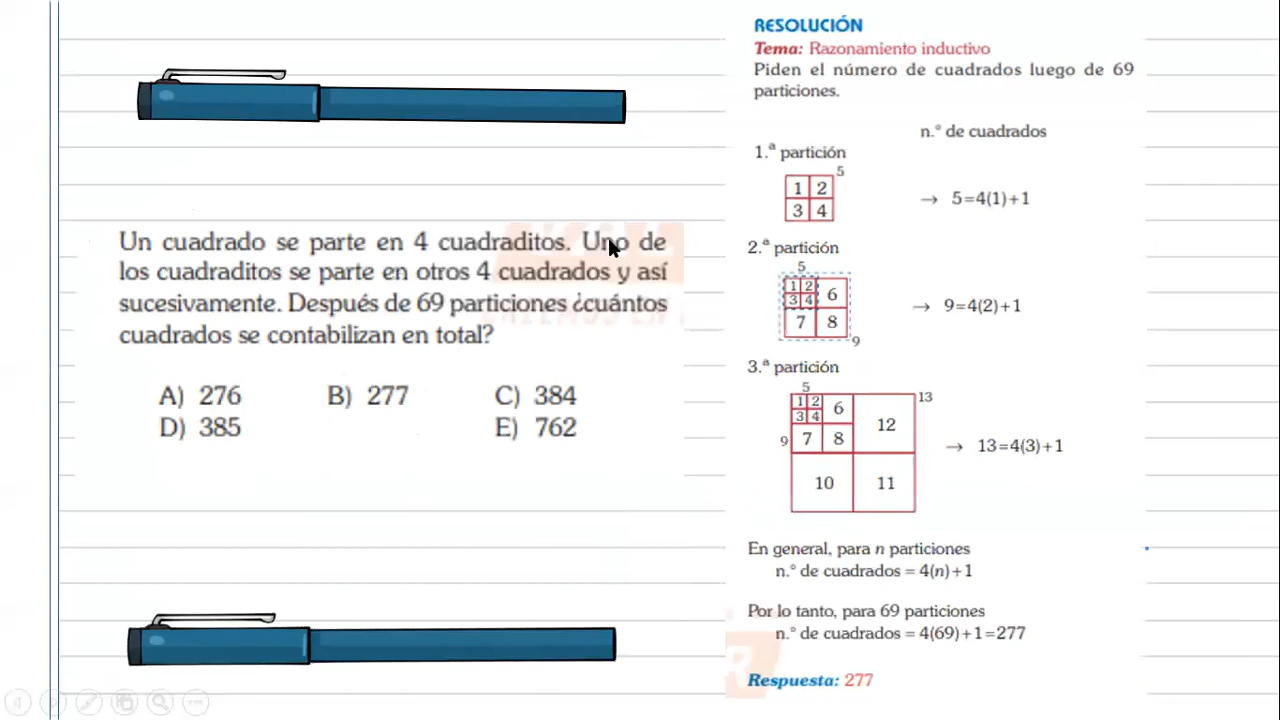 Un cuadrado se parte en 4 cuadraditos. Uno de
los cuadraditos se parte en otros 4 cuadrados y así
sucesivamente. Después de 69 particiones ¿cuántos
cuadrados se contabilizan en total?
A) 276 B) 277 C) 384
D) 385 E) 762
RESOLUCIÓN
Tema: Razonamiento inductivo
Piden el número de cuadrados luego de 69
particiones.
n.° de cuadrados
1.ª partición
5
1 2
3 4
→ 5=4(1)+1
2.ª partición
5
1 2
3 4
6
7 8
9
→ 9=4(2)+1
3.ª partición
5
1 2
3 4
6
9 7 8
12
13
10 11
→ 13=4(3)+1
En general, para n particiones
n.° de cuadrados = 4(n)+1
Por lo tanto, para 69 particiones
n.° de cuadrados = 4(69)+1=277
Respuesta: 277